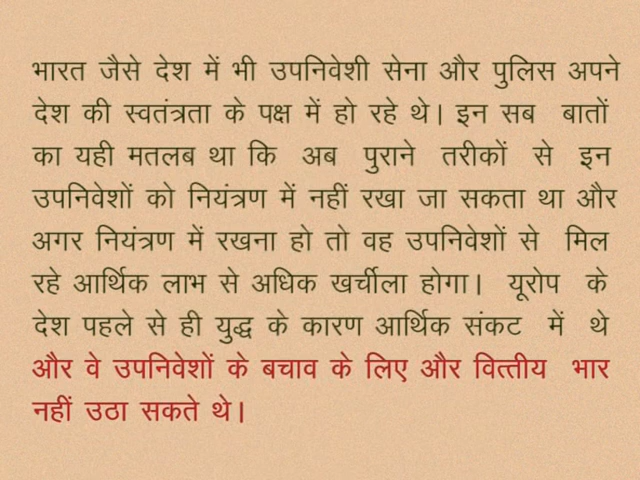 भारत जैसे देश में भी उपनिवेशी सेना और पुलिस अपने
देश की स्वतंत्रता के पक्ष में हो रहे थे। इन सब बातों
का यही मतलब था कि अब पुराने तरीकों से इन
उपनिवेशों को नियंत्रण में नहीं रखा जा सकता था और
अगर नियंत्रण में रखना हो तो वह उपनिवेशों से मिल
रहे आर्थिक लाभ से अधिक खर्चीला होगा। यूरोप के
देश पहले से ही युद्ध के कारण आर्थिक संकट में थे
और वे उपनिवेशों के बचाव के लिए और वित्तीय भार
नहीं उठा सकते थे।